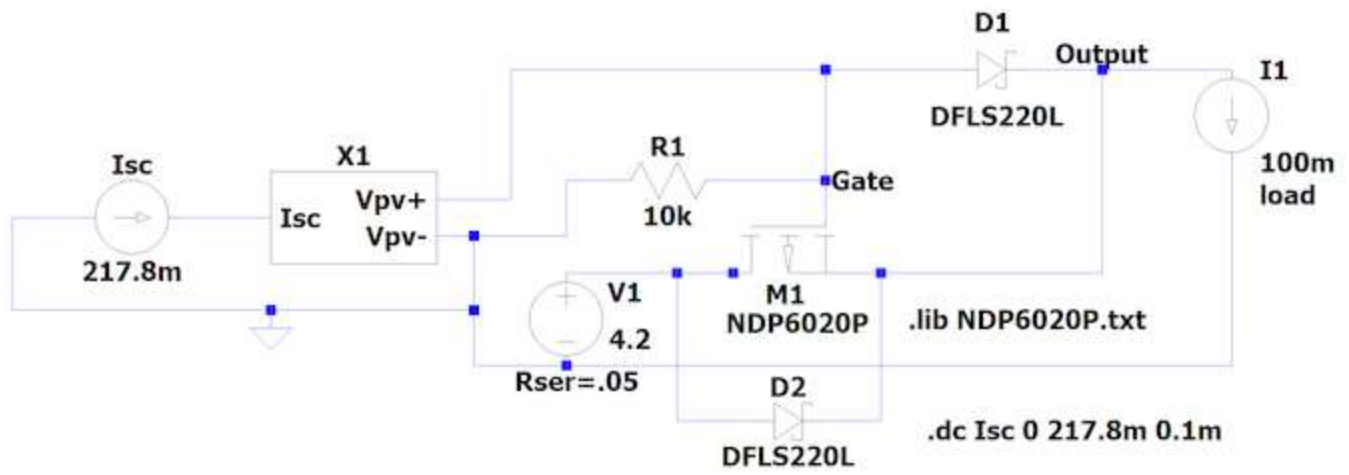 D1
Output
I1
DFLS220L
R1
X1
Isc
100m
load
Vpv+
Gate
Isc
10k
Vpv-
217.8m
V1
M1
4.2
NDP6020P
.lib NDP6020P.txt
Rser=.05
D2
.dc Isc 0 217.8m 0.1m
DFLS220L